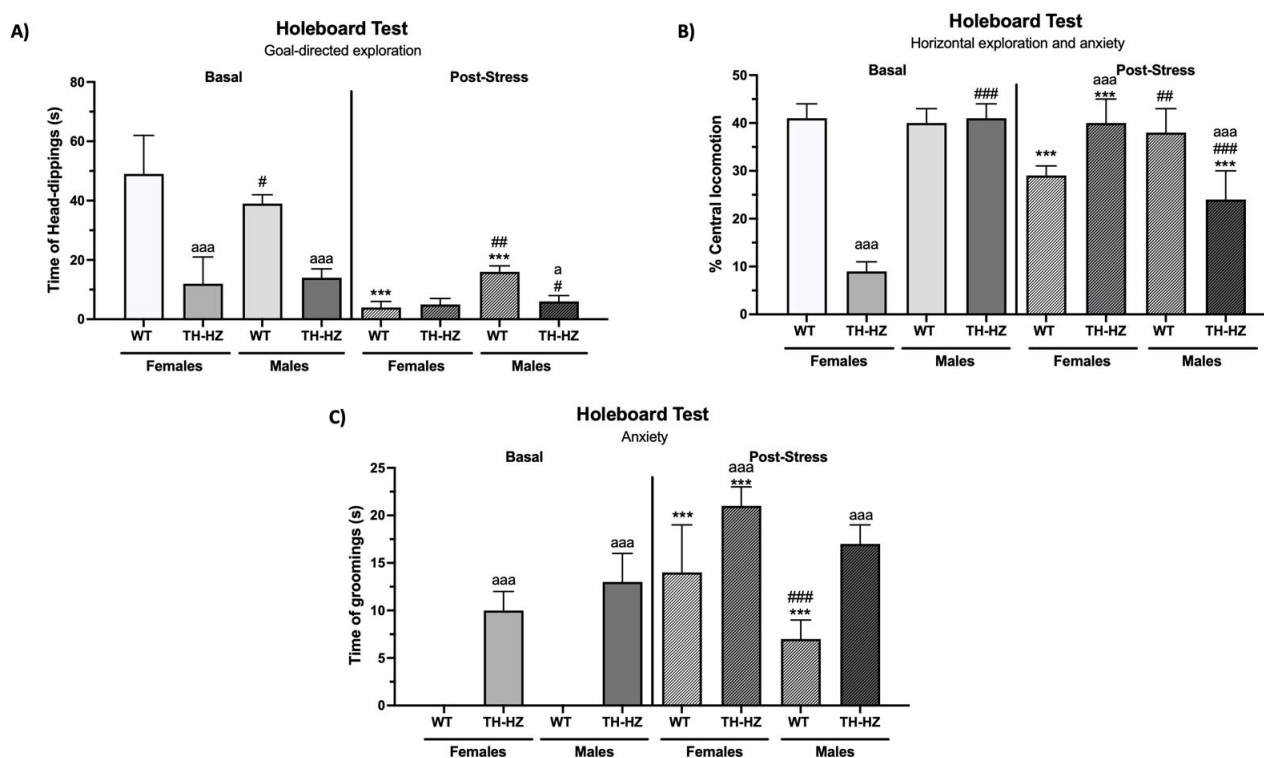 A)
Holeboard Test
Goal-directed exploration
Basal
Post-Stress
Time of Head-dippings (s)
80
60
40
20
0
#
aaa
aaa
***
##
***
a
#
WT
TH-HZ
WT
TH-HZ
WT
TH-HZ
WT
TH-HZ
Females
Males
Females
Males
B)
Holeboard Test
Horizontal exploration and anxiety
Basal
Post-Stress
% Central locomotion
50
40
30
20
10
0
aaa
###
***
aaa
***
##
aaa
###
***
WT
TH-HZ
WT
TH-HZ
WT
TH-HZ
WT
TH-HZ
Females
Males
Females
Males
C)
Holeboard Test
Anxiety
Basal
Post-Stress
Time of groomings (s)
25
20
15
10
5
0
aaa
aaa
***
aaa
***
###
***
aaa
WT
TH-HZ
WT
TH-HZ
WT
TH-HZ
WT
TH-HZ
Females
Males
Females
Males